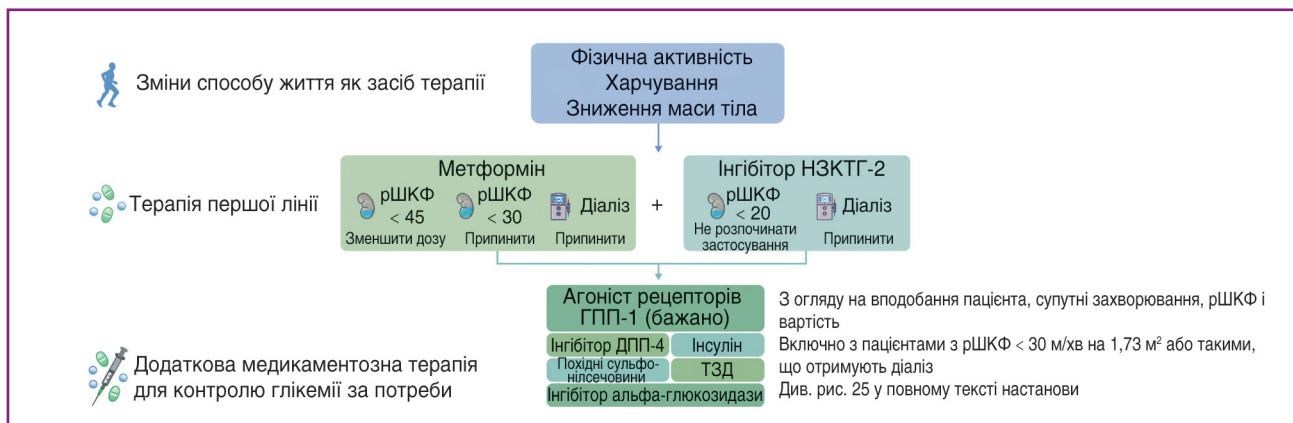 Фізична активність
Харчування
Зниження маси тіла
Зміни способу життя як засіб терапії
Терапія першої лінії
Метформін
рШКФ
< 45
Зменшити дозу
рШКФ
< 30
Припинити
Діаліз
Припинити
+
Інгібітор НЗКТГ-2
рШКФ
< 20
Не розпочинати
застосування
Діаліз
Припинити
Додаткова медикаментозна терапія
для контролю глікемії за потреби
Агоніст рецепторів
ГПП-1 (бажано)
Інгібітор ДПП-4
Інсулін
Похідні сульфо-
нілсечовини
ТЗД
Інгібітор альфа-глюкозидази
З огляду на вподобання пацієнта, супутні захворювання, рШКФ і
вартість
Включно з пацієнтами з рШКФ < 30 м/хв на 1,73 м² або такими,
що отримують діаліз
Див. рис. 25 у повному тексті настанови